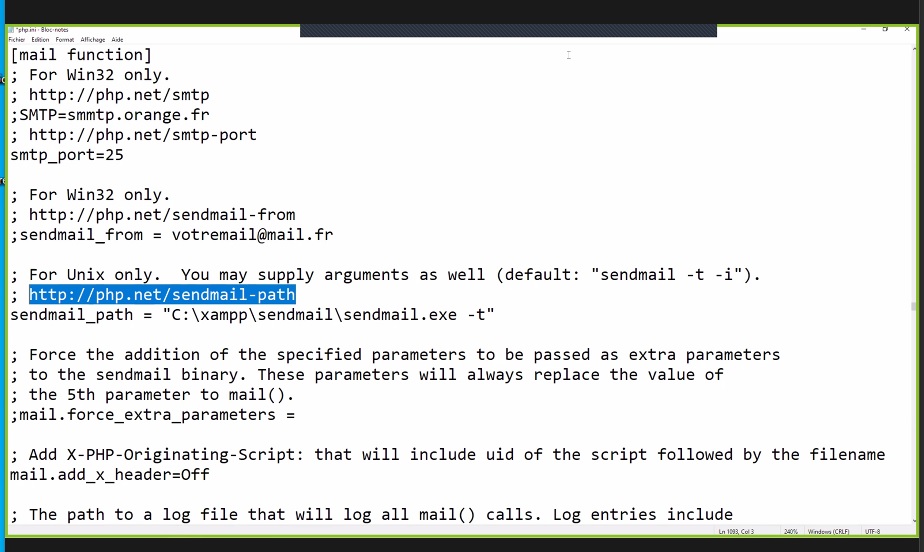 *php.ini - Bloc-notes
Fichier Edition Format Affichage Aide
[mail function]
; For Win32 only.
; http://php.net/smtp
;SMTP=smmtp.orange.fr
; http://php.net/smtp-port
smtp_port=25
; For Win32 only.
; http://php.net/sendmail-from
;sendmail_from = votremail@mail.fr
; For Unix only.  You may supply arguments as well (default: "sendmail -t -i").
; http://php.net/sendmail-path
sendmail_path = "C:\xampp\sendmail\sendmail.exe -t"
; Force the addition of the specified parameters to be passed as extra parameters
; to the sendmail binary. These parameters will always replace the value of
; the 5th parameter to mail().
;mail.force_extra_parameters =
; Add X-PHP-Originating-Script: that will include uid of the script followed by the filename
mail.add_x_header=Off
; The path to a log file that will log all mail() calls. Log entries include
Ln 1093, Col 3 240% Windows (CRLF) UTF-8